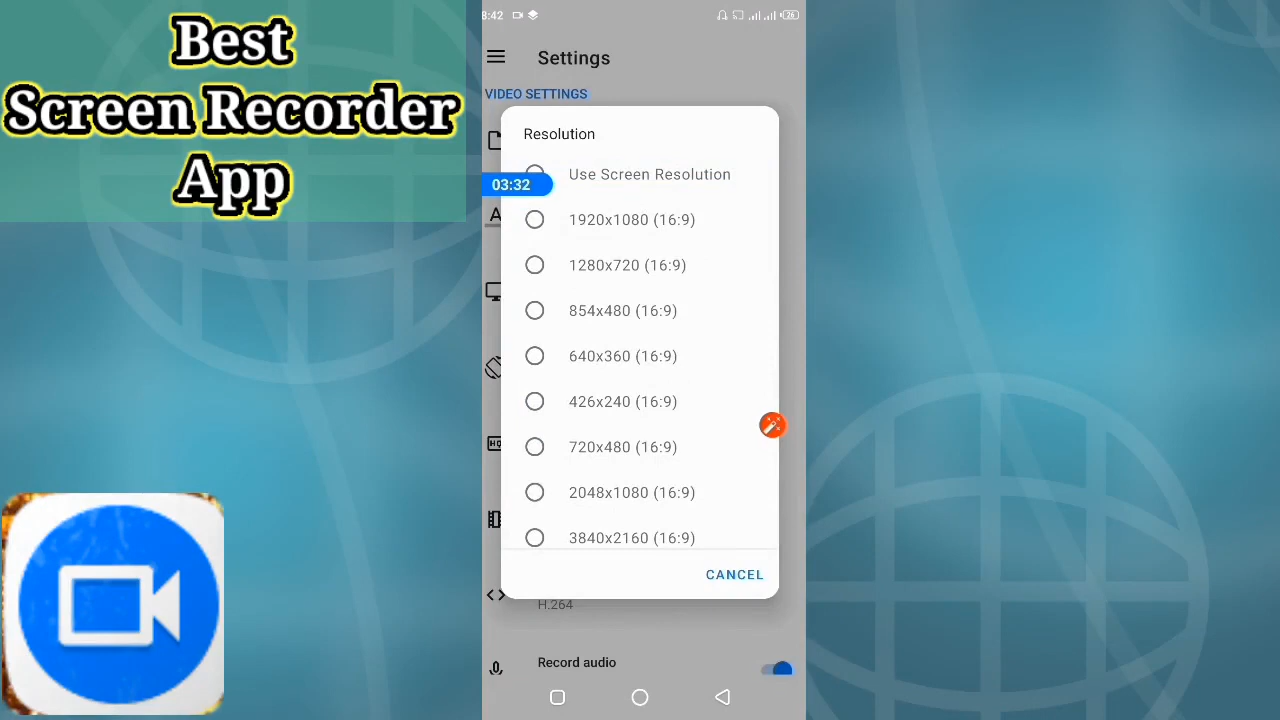 Best
Screen Recorder
App
8:42
26
Settings
VIDEO SETTINGS
Resolution
Use Screen Resolution
03:32
A
1920x1080 (16:9)
1280x720 (16:9)
854x480 (16:9)
640x360 (16:9)
426x240 (16:9)
HQ
720x480 (16:9)
2048x1080 (16:9)
3840x2160 (16:9)
CANCEL
H.264
Record audio